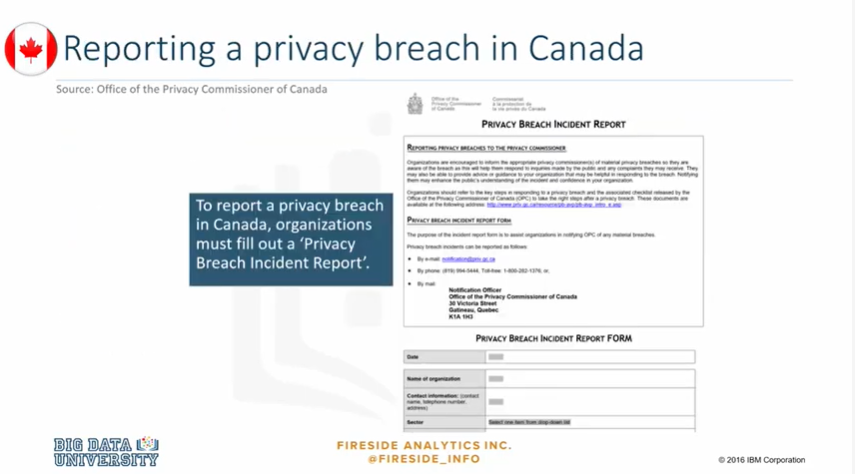 Reporting a privacy breach in Canada
Source: Office of the Privacy Commissioner of Canada
Office of the
Privacy Commissioner
of Canada
Commissariat
à la protection de
la vie privée du Canada
PRIVACY BREACH INCIDENT REPORT
REPORTING PRIVACY BREACHES TO THE PRIVACY COMMISSIONER
Organizations are encouraged to inform the appropriate privacy commissioner(s) of material privacy breaches so they are
aware of the breach as this will help them respond to inquiries made by the public and any complaints they may receive. They
may also be able to provide advice or guidance to your organization that may be helpful in responding to the breach. Notifying
them may enhance the public's understanding of the incident and confidence in your organization.
Organizations should refer to the key steps in responding to a privacy breach and the associated checklist released by the
Office of the Privacy Commissioner of Canada (OPC) to take the right steps after a privacy breach. These documents are
available at the following address:
PRIVACY BREACH INCIDENT REPORT FORM
The purpose of the incident report form is to assist organizations in notifying OPC of any material breaches.
Privacy breach incidents can be reported as follows
• By e-mail: notification@priv.gc.ca
• By phone: (819) 994-5444, Toll-free: 1-800-282-1376, or;
• By mail:
Notification Officer
Office of the Privacy Commissioner of Canada
30 Victoria Street
Gatineau, Quebec
K1A 1H3
To report a privacy breach
in Canada, organizations
must fill out a 'Privacy
Breach Incident Report'.
PRIVACY BREACH INCIDENT REPORT FORM
Date
Name of organization
Contact information: (contact
name, telephone number,
address)
Sector
Select one item from drop-down list
BIG DATA
UNIVERSITY
FIRESIDE ANALYTICS INC.
@FIRESIDE_INFO
© 2016 IBM Corporation